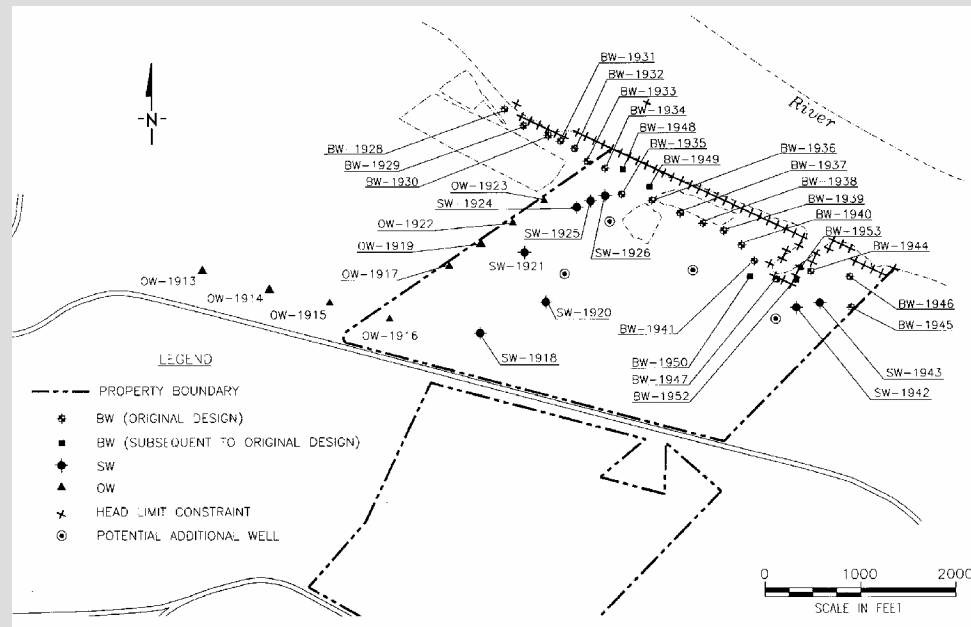 BW-1931
BW-1932
BW-1933
BW-1934
BW-1948
BW-1935
BW-1949
BW-1936
BW-1937
BW-1938
BW-1939
BW-1940
BW-1953
BW-1944
River
-N-
BW-1928
BW-1929
BW-1930
OW-1923
SW-1924
OW-1922
SW-1925
OW-1919
SW-1926
SW-1921
OW-1917
OW-1913
OW-1914
OW-1915
OW-1916
SW-1920
SW-1918
BW-1941
BW-1946
BW-1945
BW-1950
BW-1947
BW-1952
SW-1943
SW-1942
LEGEND
PROPERTY BOUNDARY
BW (ORIGINAL DESIGN)
BW (SUBSEQUENT TO ORIGINAL DESIGN)
SW
OW
HEAD LIMIT CONSTRAINT
POTENTIAL ADDITIONAL WELL
0 1000 2000
SCALE IN FEET